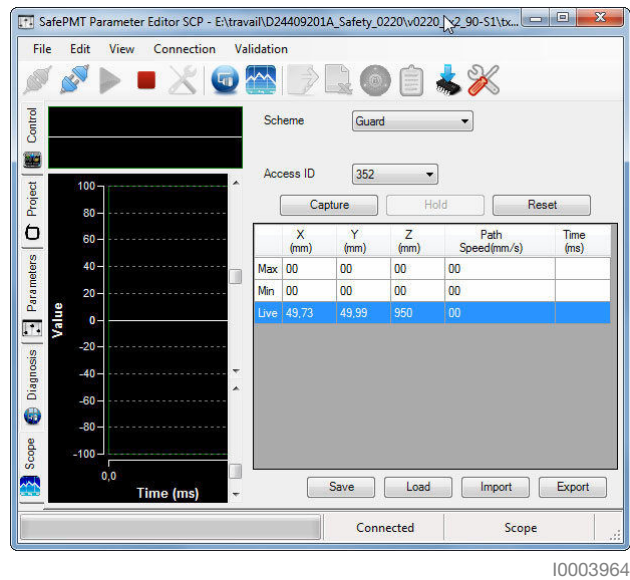 SafePMT Parameter Editor SCP - E:\travail\D24409201A_Safety_0220\v0220_ x2_90-S1\tx...
File Edit View Connection Validation
Control
Project
Parameters
Diagnosis
Scope
Scheme Guard
Access ID 352
Capture Hold Reset
X (mm) Y (mm) Z (mm) Path Speed(mm/s) Time (ms)
Max 00 00 00 00
Min 00 00 00 00
Live 49,73 49,99 950 00
Value
100
80
60
40
20
0
-20
-40
-60
-80
-100
0,0
Time (ms)
Save Load Import Export
Connected Scope
I0003964